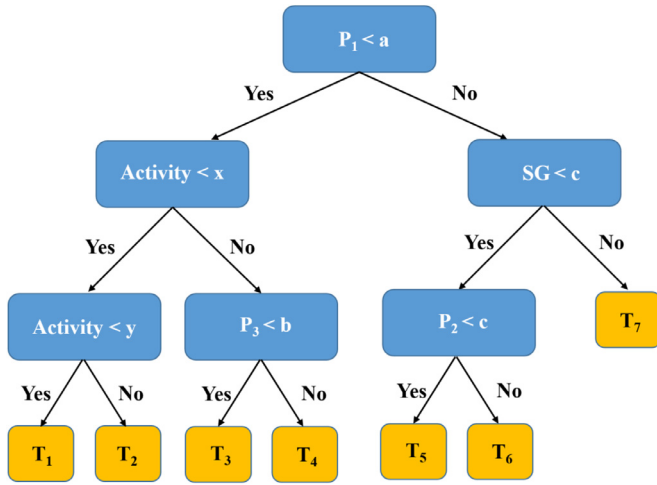 P₁ < a
Yes No
Activity < x SG < c
Yes No Yes No
Activity < y P₃ < b P₂ < c T₇
Yes No Yes No Yes No
T₁ T₂ T₃ T₄ T₅ T₆